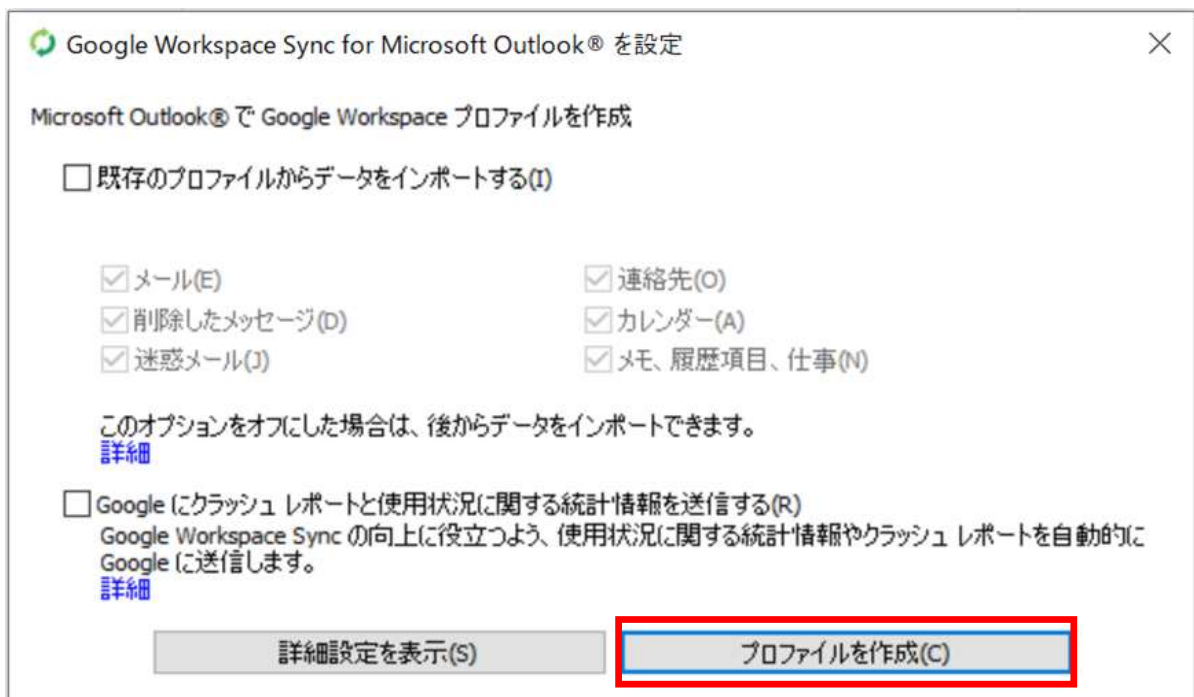 Google Workspace Sync for Microsoft Outlook® を設定
Microsoft Outlook® で Google Workspace プロファイルを作成
既存のプロファイルからデータをインポートする(I)
メール(E)
連絡先(O)
削除したメッセージ(D)
カレンダー(A)
迷惑メール(J)
メモ、履歴項目、仕事(N)
このオプションをオフにした場合は、後からデータをインポートできます。
詳細
Google にクラッシュ レポートと使用状況に関する統計情報を送信する(R)
Google Workspace Sync の向上に役立つよう、使用状況に関する統計情報やクラッシュ レポートを自動的に
Google に送信します。
詳細
詳細設定を表示(S)
プロファイルを作成(C)